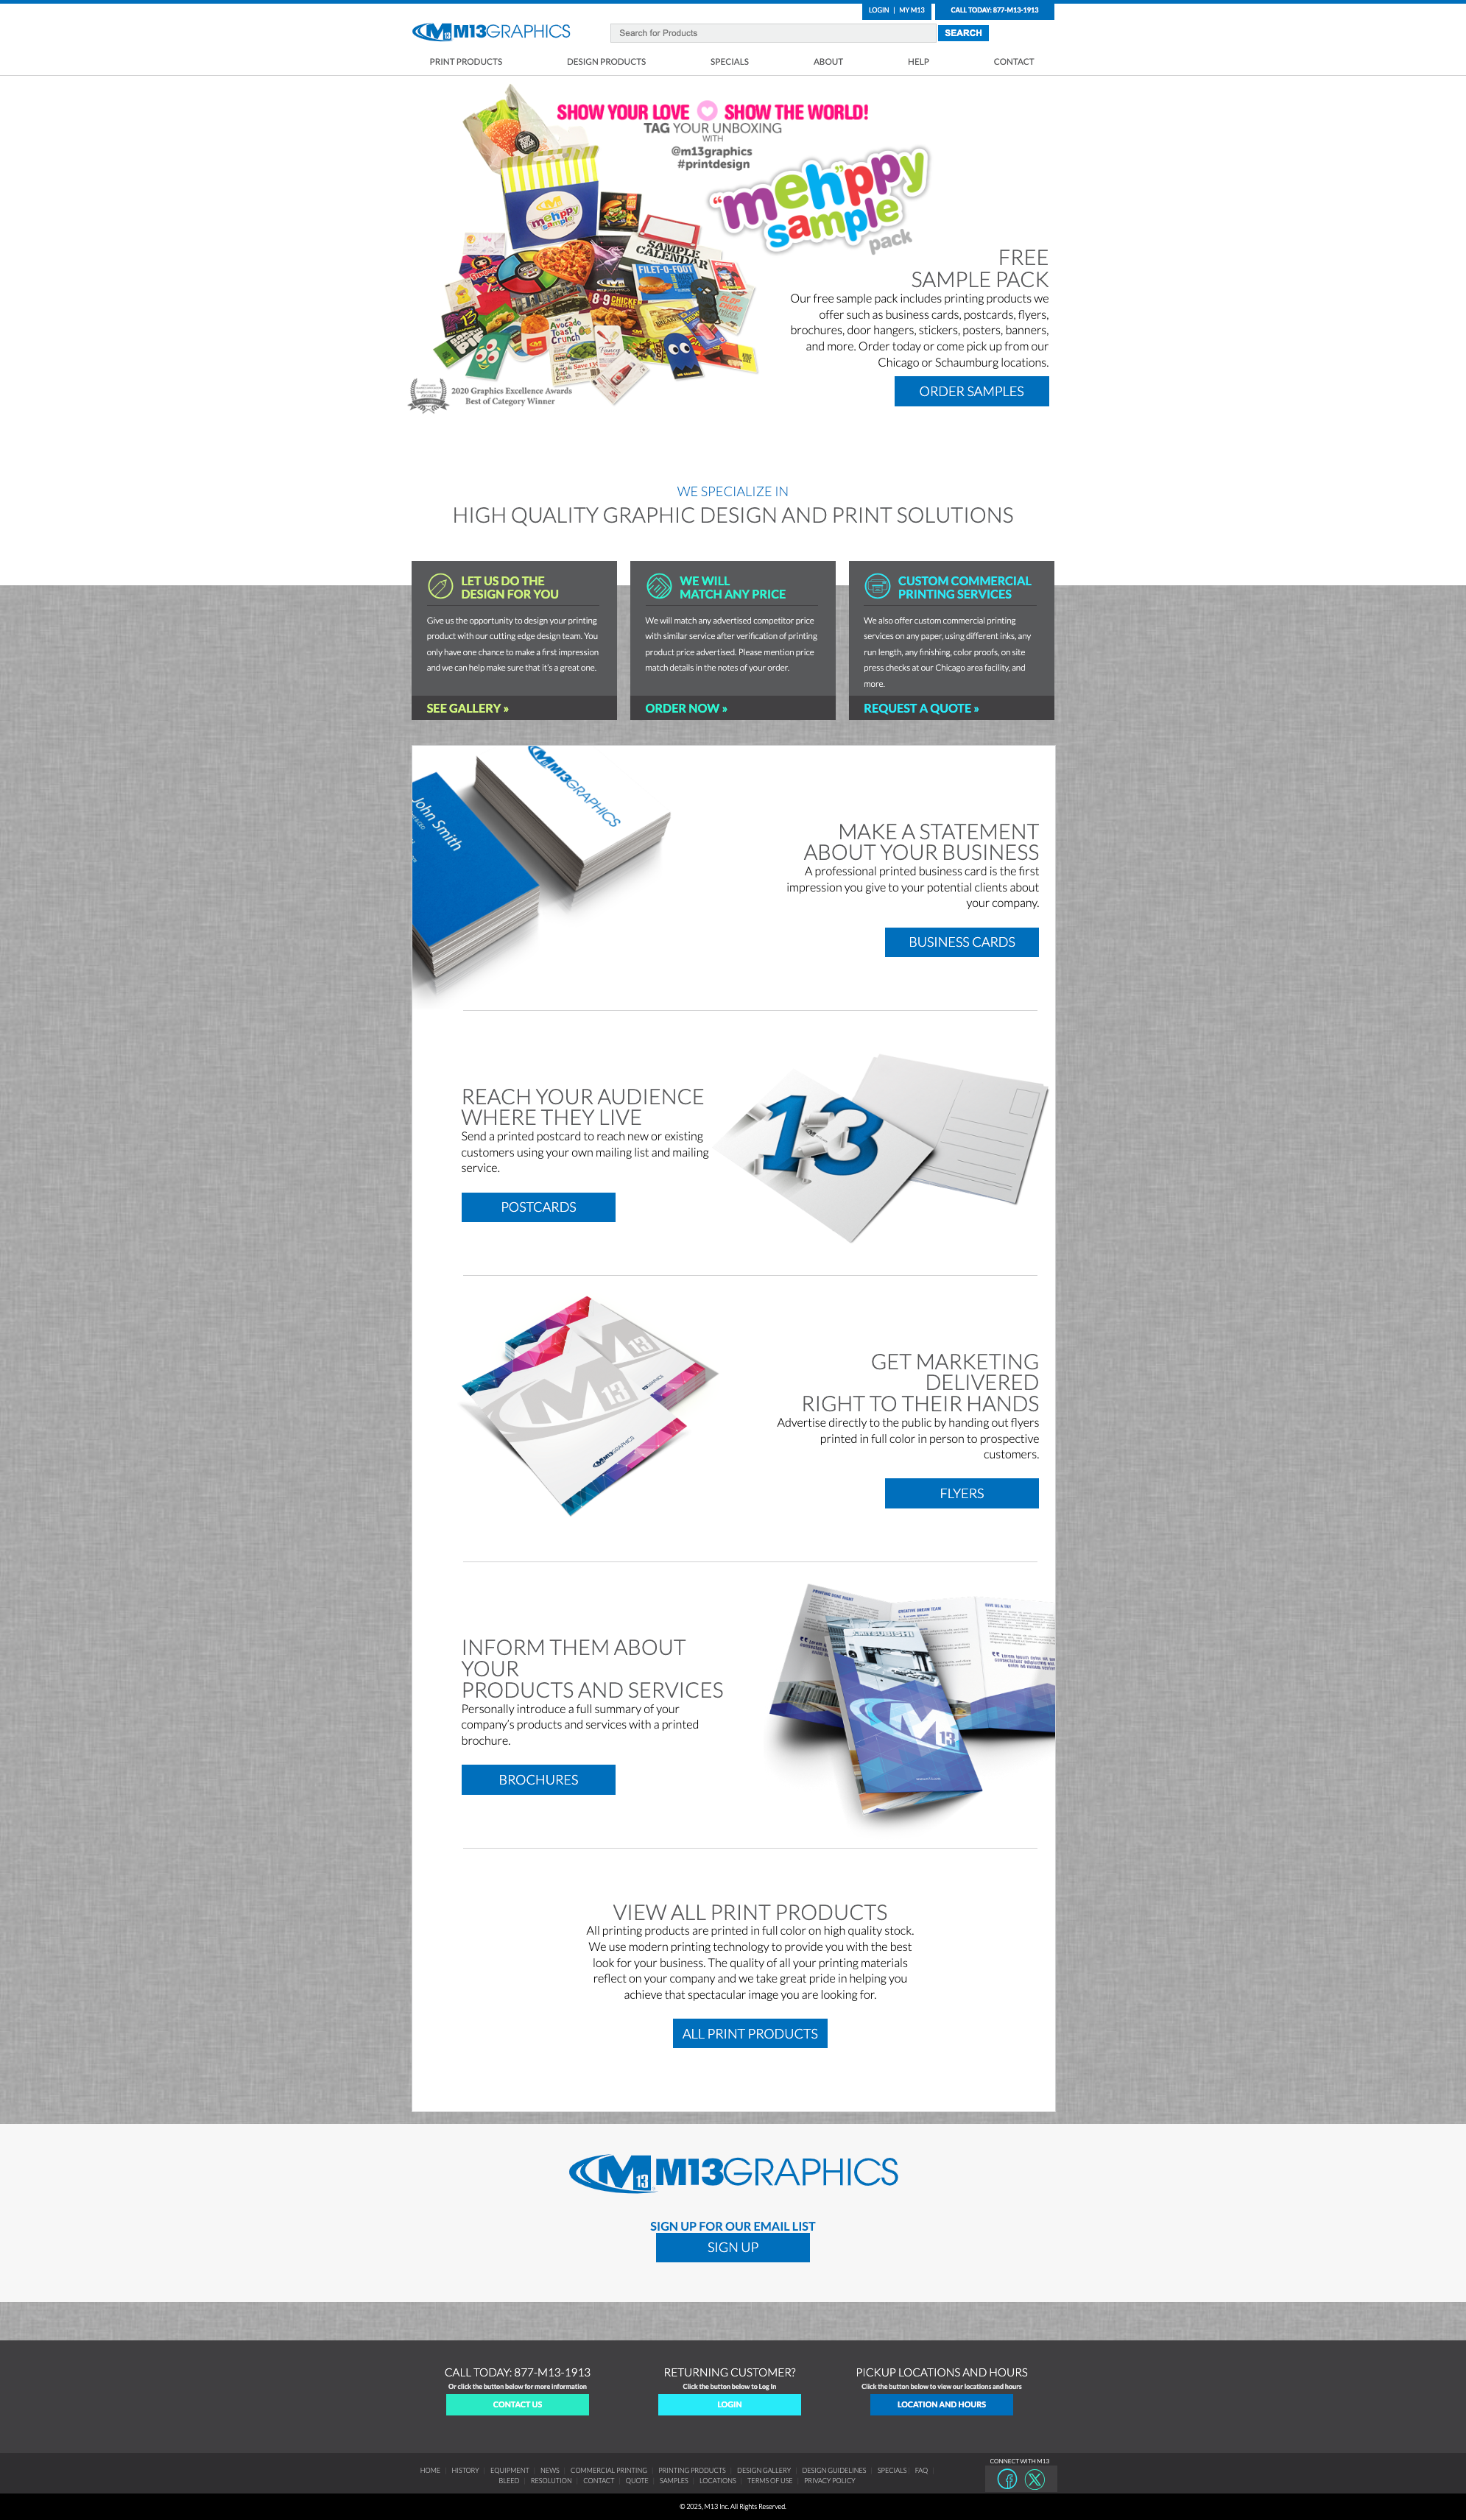 LOGIN | MY M13
CALL TODAY: 877-M13-1913
M13GRAPHICS
Search for Products
SEARCH
PRINT PRODUCTS
DESIGN PRODUCTS
SPECIALS
ABOUT
HELP
CONTACT
SHOW YOUR LOVE SHOW THE WORLD!
TAG YOUR UNBOXING
WITH
@m13graphics
#printdesign
"meh"ppy
sample
pack
SAMPLE
CALENDAR
FILET-O-FOOT
Avocado
Toast
Crunch
2020 Graphics Excellence Awards
Best of Category Winner
FREE
SAMPLE PACK
Our free sample pack includes printing products we
offer such as business cards, postcards, flyers,
brochures, door hangers, stickers, posters, banners,
and more. Order today or come pick up from our
Chicago or Schaumburg locations.
ORDER SAMPLES
WE SPECIALIZE IN
HIGH QUALITY GRAPHIC DESIGN AND PRINT SOLUTIONS
LET US DO THE
DESIGN FOR YOU
Give us the opportunity to design your printing
product with our cutting edge design team. You
only have one chance to make a first impression
and we can help make sure that it's a great one.
SEE GALLERY »
WE WILL
MATCH ANY PRICE
We will match any advertised competitor price
with similar service after verification of printing
product price advertised. Please mention price
match details in the notes of your order.
ORDER NOW »
CUSTOM COMMERCIAL
PRINTING SERVICES
We also offer custom commercial printing
services on any paper, using different inks, any
run length, any finishing, color proofs, on site
press checks at our Chicago area facility, and
more.
REQUEST A QUOTE »
M13GRAPHICS
John Smith
MAKE A STATEMENT
ABOUT YOUR BUSINESS
A professional printed business card is the first
impression you give to your potential clients about
your company.
BUSINESS CARDS
REACH YOUR AUDIENCE
WHERE THEY LIVE
Send a printed postcard to reach new or existing
customers using your own mailing list and mailing
service.
POSTCARDS
13
M 13
M13GRAPHICS
M13GRAPHICS
GET MARKETING
DELIVERED
RIGHT TO THEIR HANDS
Advertise directly to the public by handing out flyers
printed in full color in person to prospective
customers.
FLYERS
INFORM THEM ABOUT
YOUR
PRODUCTS AND SERVICES
Personally introduce a full summary of your
company's products and services with a printed
brochure.
BROCHURES
M 13
VIEW ALL PRINT PRODUCTS
All printing products are printed in full color on high quality stock.
We use modern printing technology to provide you with the best
look for your business. The quality of all your printing materials
reflect on your company and we take great pride in helping you
achieve that spectacular image you are looking for.
ALL PRINT PRODUCTS
M 13 M13GRAPHICS
SIGN UP FOR OUR EMAIL LIST
SIGN UP
CALL TODAY: 877-M13-1913
Or click the button below for more information
CONTACT US
RETURNING CUSTOMER?
Click the button below to Log In
LOGIN
PICKUP LOCATIONS AND HOURS
Click the button below to view our locations and hours
LOCATION AND HOURS
HOME | HISTORY | EQUIPMENT | NEWS | COMMERCIAL PRINTING | PRINTING PRODUCTS | DESIGN GALLERY | DESIGN GUIDELINES | SPECIALS | FAQ |
BLEED | RESOLUTION | CONTACT | QUOTE | SAMPLES | LOCATIONS | TERMS OF USE | PRIVACY POLICY
CONNECT WITH M13
© 2025, M13 Inc. All Rights Reserved.